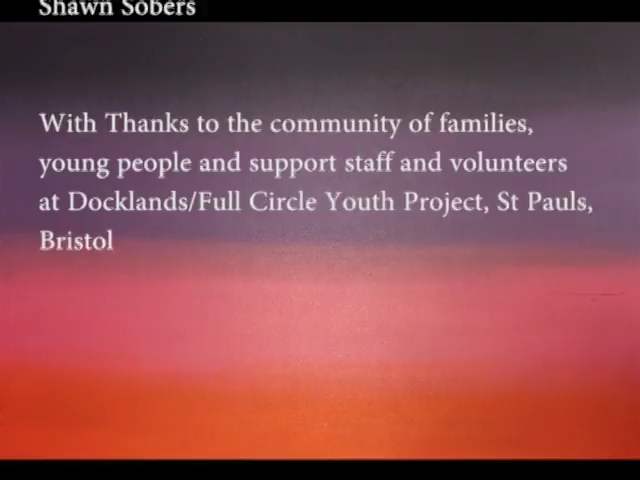 Shawn Sobers
With Thanks to the community of families,
young people and support staff and volunteers
at Docklands/Full Circle Youth Project, St Pauls,
Bristol